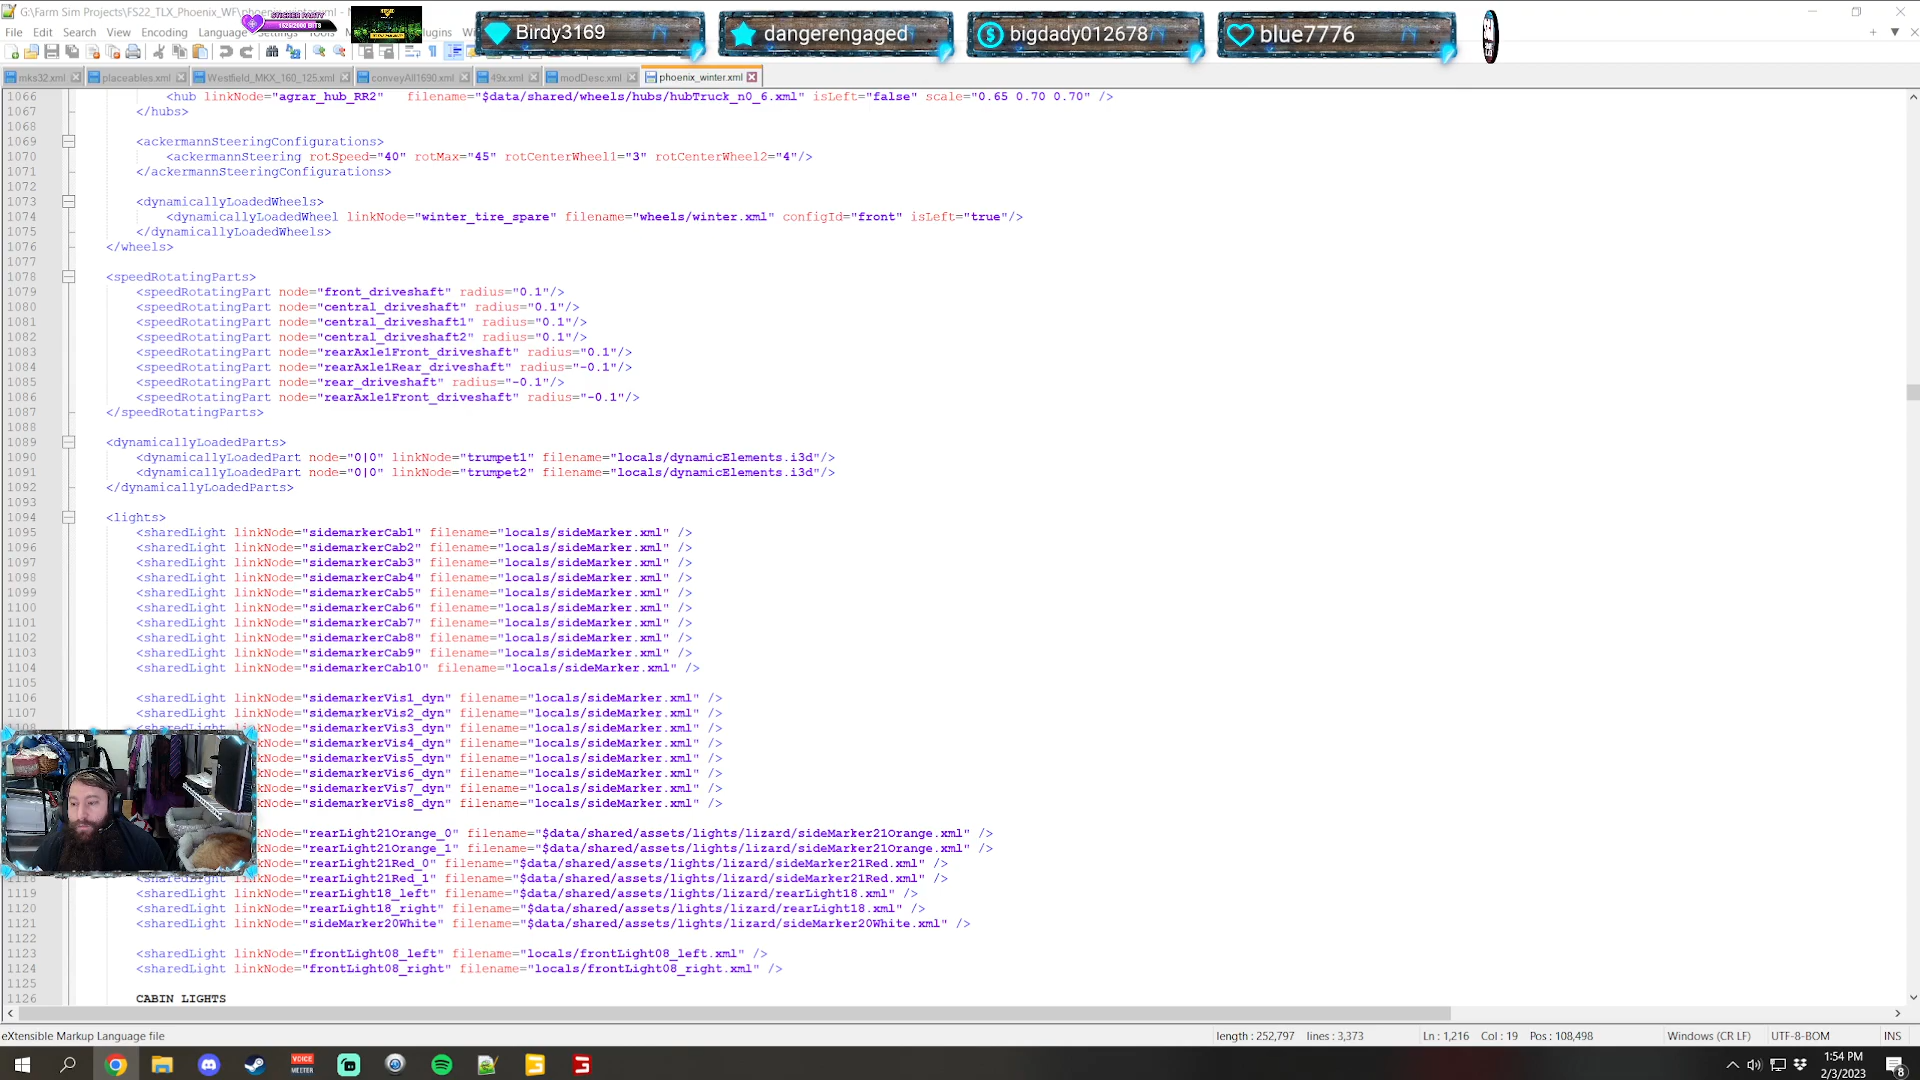 G:\Farm Sim Projects\FS22_TLX_Phoenix_WF\
STICKER PARTY
Birdy3169
dangerengaged
bigdady012678
blue7776
File Edit Search View Encoding Language
mks32.xml placeables.xml Westfield_MKX_160_125.xml conveyAll1690.xml 49x.xml modDesc.xml phoenix_winter.xml
1066 <hub linkNode="agrar_hub_RR2" filename="$data/shared/wheels/hubs/hubTruck_n0_6.xml" isLeft="false" scale="0.65 0.70 0.70" />
1067 </hubs>
1068
1069 <ackermannSteeringConfigurations>
1070 <ackermannSteering rotSpeed="40" rotMax="45" rotCenterWheel1="3" rotCenterWheel2="4"/>
1071 </ackermannSteeringConfigurations>
1072
1073 <dynamicallyLoadedWheels>
1074 <dynamicallyLoadedWheel linkNode="winter_tire_spare" filename="wheels/winter.xml" configId="front" isLeft="true"/>
1075 </dynamicallyLoadedWheels>
1076 </wheels>
1077
1078 <speedRotatingParts>
1079 <speedRotatingPart node="front_driveshaft" radius="0.1"/>
1080 <speedRotatingPart node="central_driveshaft" radius="0.1"/>
1081 <speedRotatingPart node="central_driveshaft1" radius="0.1"/>
1082 <speedRotatingPart node="central_driveshaft2" radius="0.1"/>
1083 <speedRotatingPart node="rearAxle1Front_driveshaft" radius="0.1"/>
1084 <speedRotatingPart node="rearAxle1Rear_driveshaft" radius="-0.1"/>
1085 <speedRotatingPart node="rear_driveshaft" radius="-0.1"/>
1086 <speedRotatingPart node="rearAxle1Front_driveshaft" radius="-0.1"/>
1087 </speedRotatingParts>
1088
1089 <dynamicallyLoadedParts>
1090 <dynamicallyLoadedPart node="0|0" linkNode="trumpet1" filename="locals/dynamicElements.i3d"/>
1091 <dynamicallyLoadedPart node="0|0" linkNode="trumpet2" filename="locals/dynamicElements.i3d"/>
1092 </dynamicallyLoadedParts>
1093
1094 <lights>
1095 <sharedLight linkNode="sidemarkerCab1" filename="locals/sideMarker.xml" />
1096 <sharedLight linkNode="sidemarkerCab2" filename="locals/sideMarker.xml" />
1097 <sharedLight linkNode="sidemarkerCab3" filename="locals/sideMarker.xml" />
1098 <sharedLight linkNode="sidemarkerCab4" filename="locals/sideMarker.xml" />
1099 <sharedLight linkNode="sidemarkerCab5" filename="locals/sideMarker.xml" />
1100 <sharedLight linkNode="sidemarkerCab6" filename="locals/sideMarker.xml" />
1101 <sharedLight linkNode="sidemarkerCab7" filename="locals/sideMarker.xml" />
1102 <sharedLight linkNode="sidemarkerCab8" filename="locals/sideMarker.xml" />
1103 <sharedLight linkNode="sidemarkerCab9" filename="locals/sideMarker.xml" />
1104 <sharedLight linkNode="sidemarkerCab10" filename="locals/sideMarker.xml" />
1105
1106 <sharedLight linkNode="sidemarkerVis1_dyn" filename="locals/sideMarker.xml" />
1107 <sharedLight linkNode="sidemarkerVis2_dyn" filename="locals/sideMarker.xml" />
1108 <sharedLight linkNode="sidemarkerVis3_dyn" filename="locals/sideMarker.xml" />
kNode="sidemarkerVis4_dyn" filename="locals/sideMarker.xml" />
kNode="sidemarkerVis5_dyn" filename="locals/sideMarker.xml" />
kNode="sidemarkerVis6_dyn" filename="locals/sideMarker.xml" />
kNode="sidemarkerVis7_dyn" filename="locals/sideMarker.xml" />
kNode="sidemarkerVis8_dyn" filename="locals/sideMarker.xml" />
kNode="rearLight21Orange_0" filename="$data/shared/assets/lights/lizard/sideMarker21Orange.xml" />
kNode="rearLight21Orange_1" filename="$data/shared/assets/lights/lizard/sideMarker21Orange.xml" />
kNode="rearLight21Red_0" filename="$data/shared/assets/lights/lizard/sideMarker21Red.xml" />
1118 <sharedLight linkNode="rearLight21Red_1" filename="$data/shared/assets/lights/lizard/sideMarker21Red.xml" />
1119 <sharedLight linkNode="rearLight18_left" filename="$data/shared/assets/lights/lizard/rearLight18.xml" />
1120 <sharedLight linkNode="rearLight18_right" filename="$data/shared/assets/lights/lizard/rearLight18.xml" />
1121 <sharedLight linkNode="sideMarker20White" filename="$data/shared/assets/lights/lizard/sideMarker20White.xml" />
1122
1123 <sharedLight linkNode="frontLight08_left" filename="locals/frontLight08_left.xml" />
1124 <sharedLight linkNode="frontLight08_right" filename="locals/frontLight08_right.xml" />
1125
1126 CABIN LIGHTS
eXtensible Markup Language file length : 252,797 lines : 3,373 Ln : 1,216 Col : 19 Pos : 108,498 Windows (CR LF) UTF-8-BOM INS
VOICE MEETER
1:54 PM
2/3/2023
8